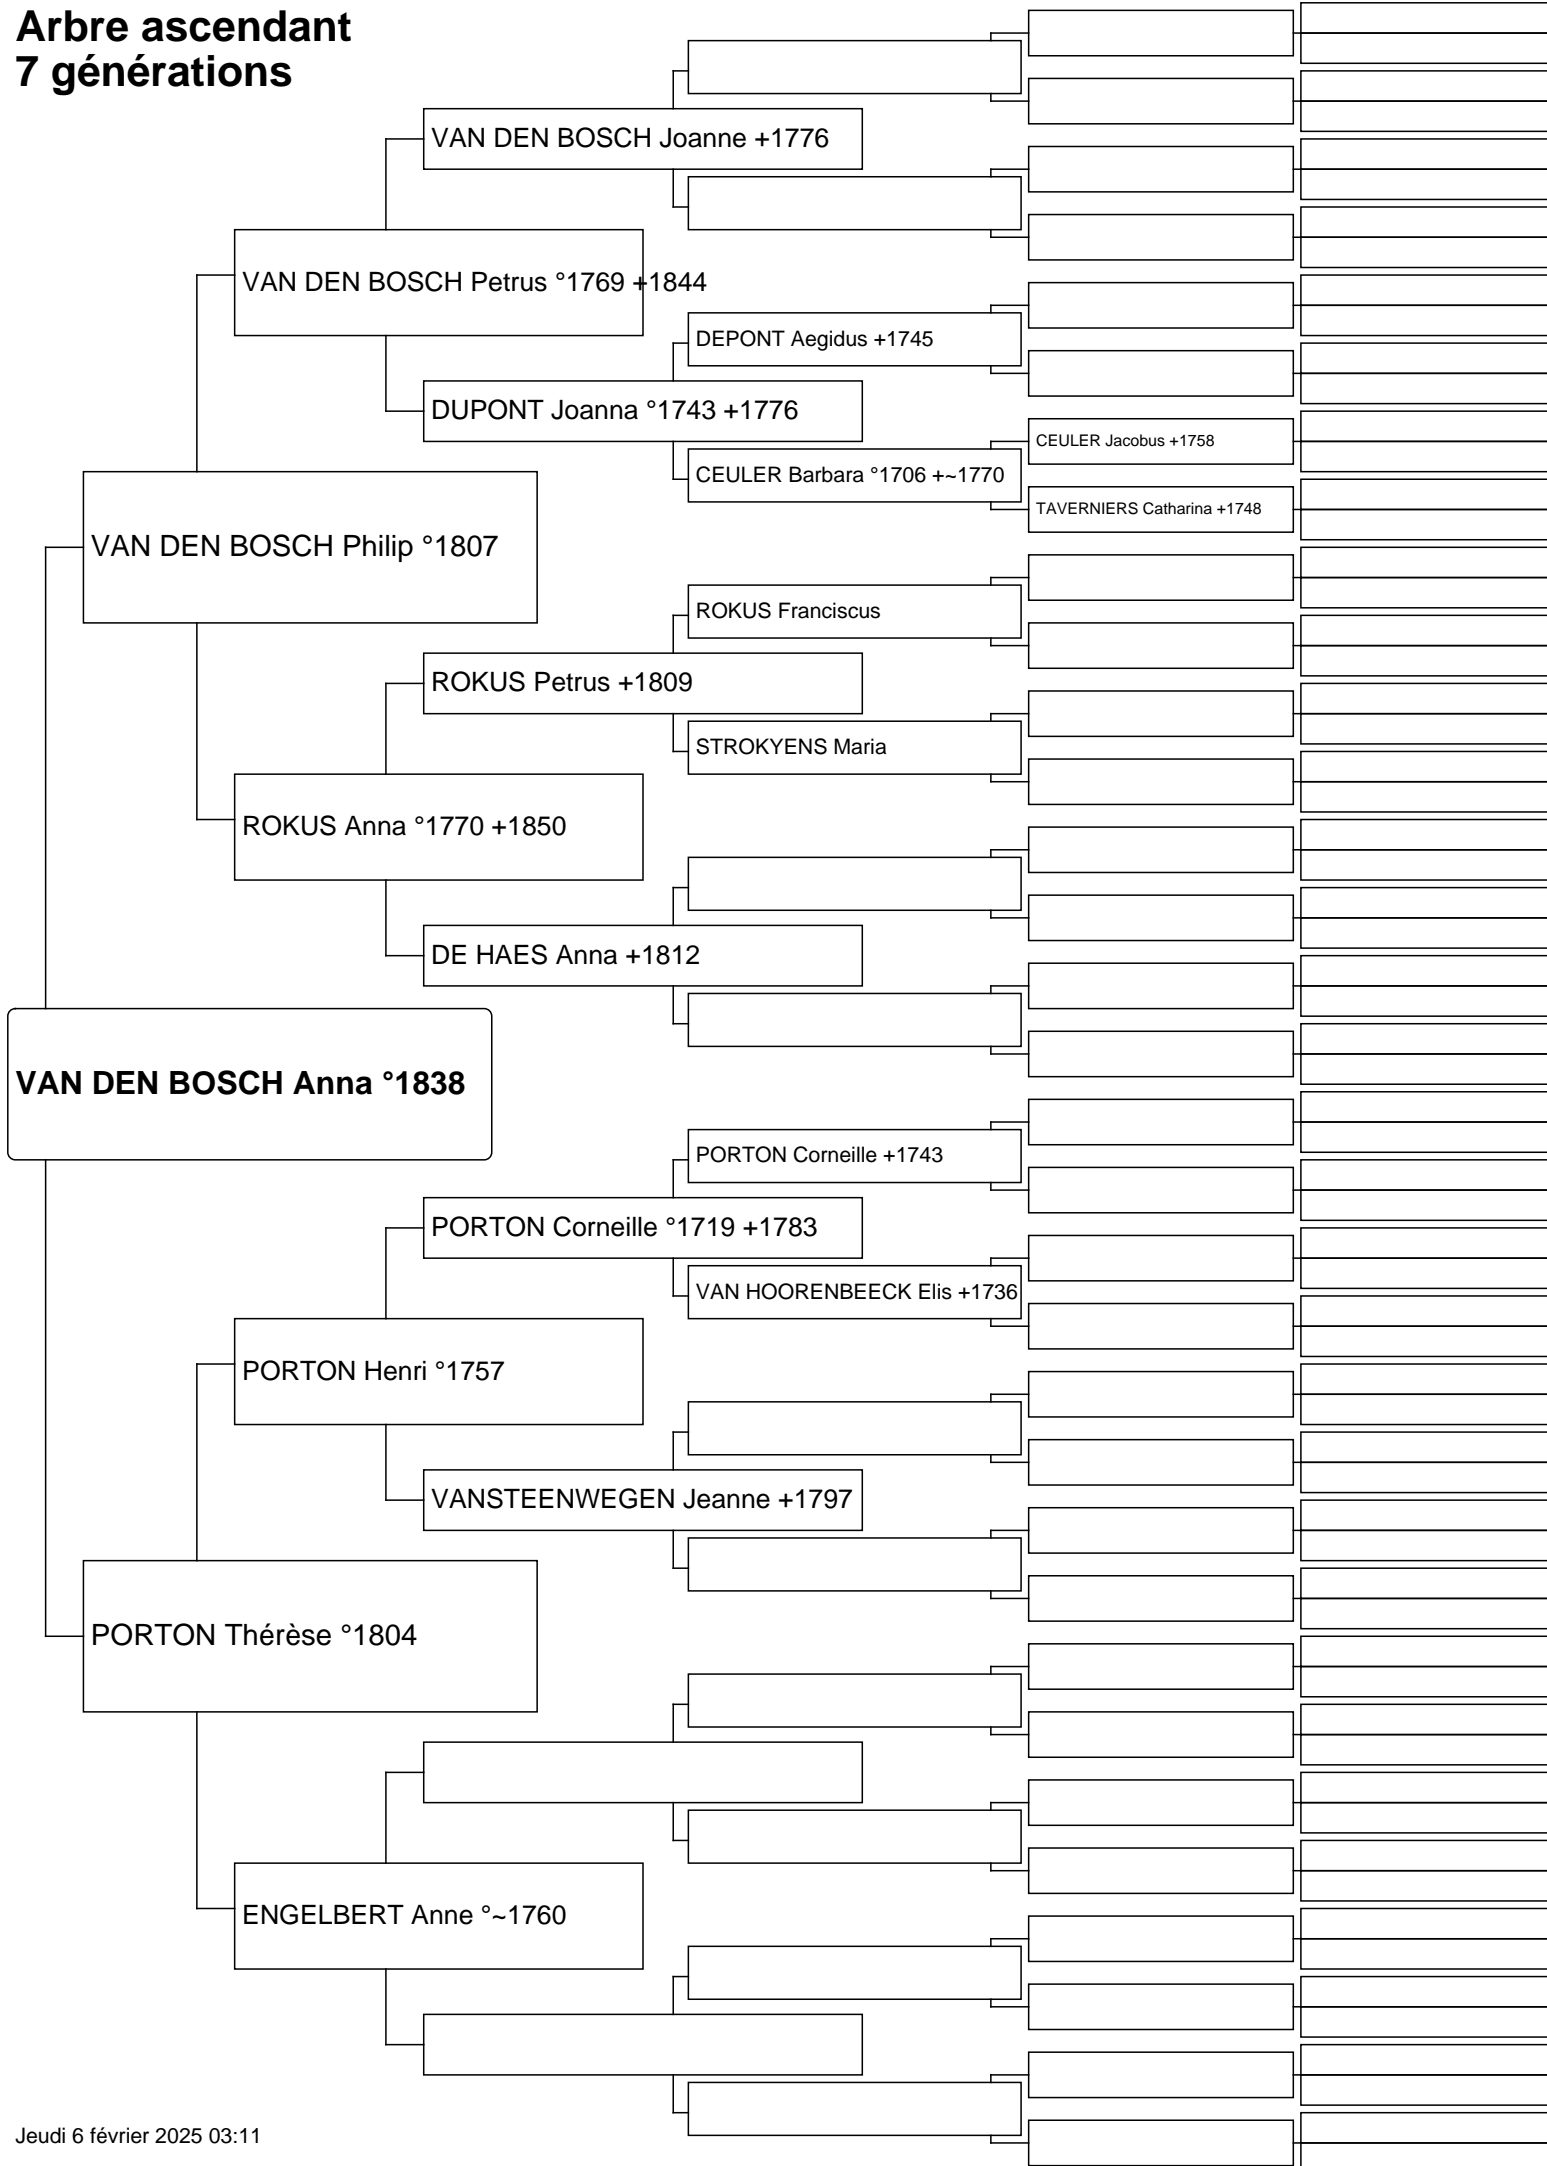 Arbre ascendant
7 générations
VAN DEN BOSCH Joanne +1776
VAN DEN BOSCH Petrus °1769 +1844
DEPONT Aegidus +1745
DUPONT Joanna °1743 +1776
CEULER Jacobus +1758
CEULER Barbara °1706 +~1770
TAVERNIERS Catharina +1748
VAN DEN BOSCH Philip °1807
ROKUS Franciscus
ROKUS Petrus +1809
STROKYENS Maria
ROKUS Anna °1770 +1850
DE HAES Anna +1812
VAN DEN BOSCH Anna °1838
PORTON Corneille +1743
PORTON Corneille °1719 +1783
VAN HOORENBEECK Elis +1736
PORTON Henri °1757
VANSTEENWEGEN Jeanne +1797
PORTON Thérèse °1804
ENGELBERT Anne °~1760
Jeudi 6 février 2025 03:11